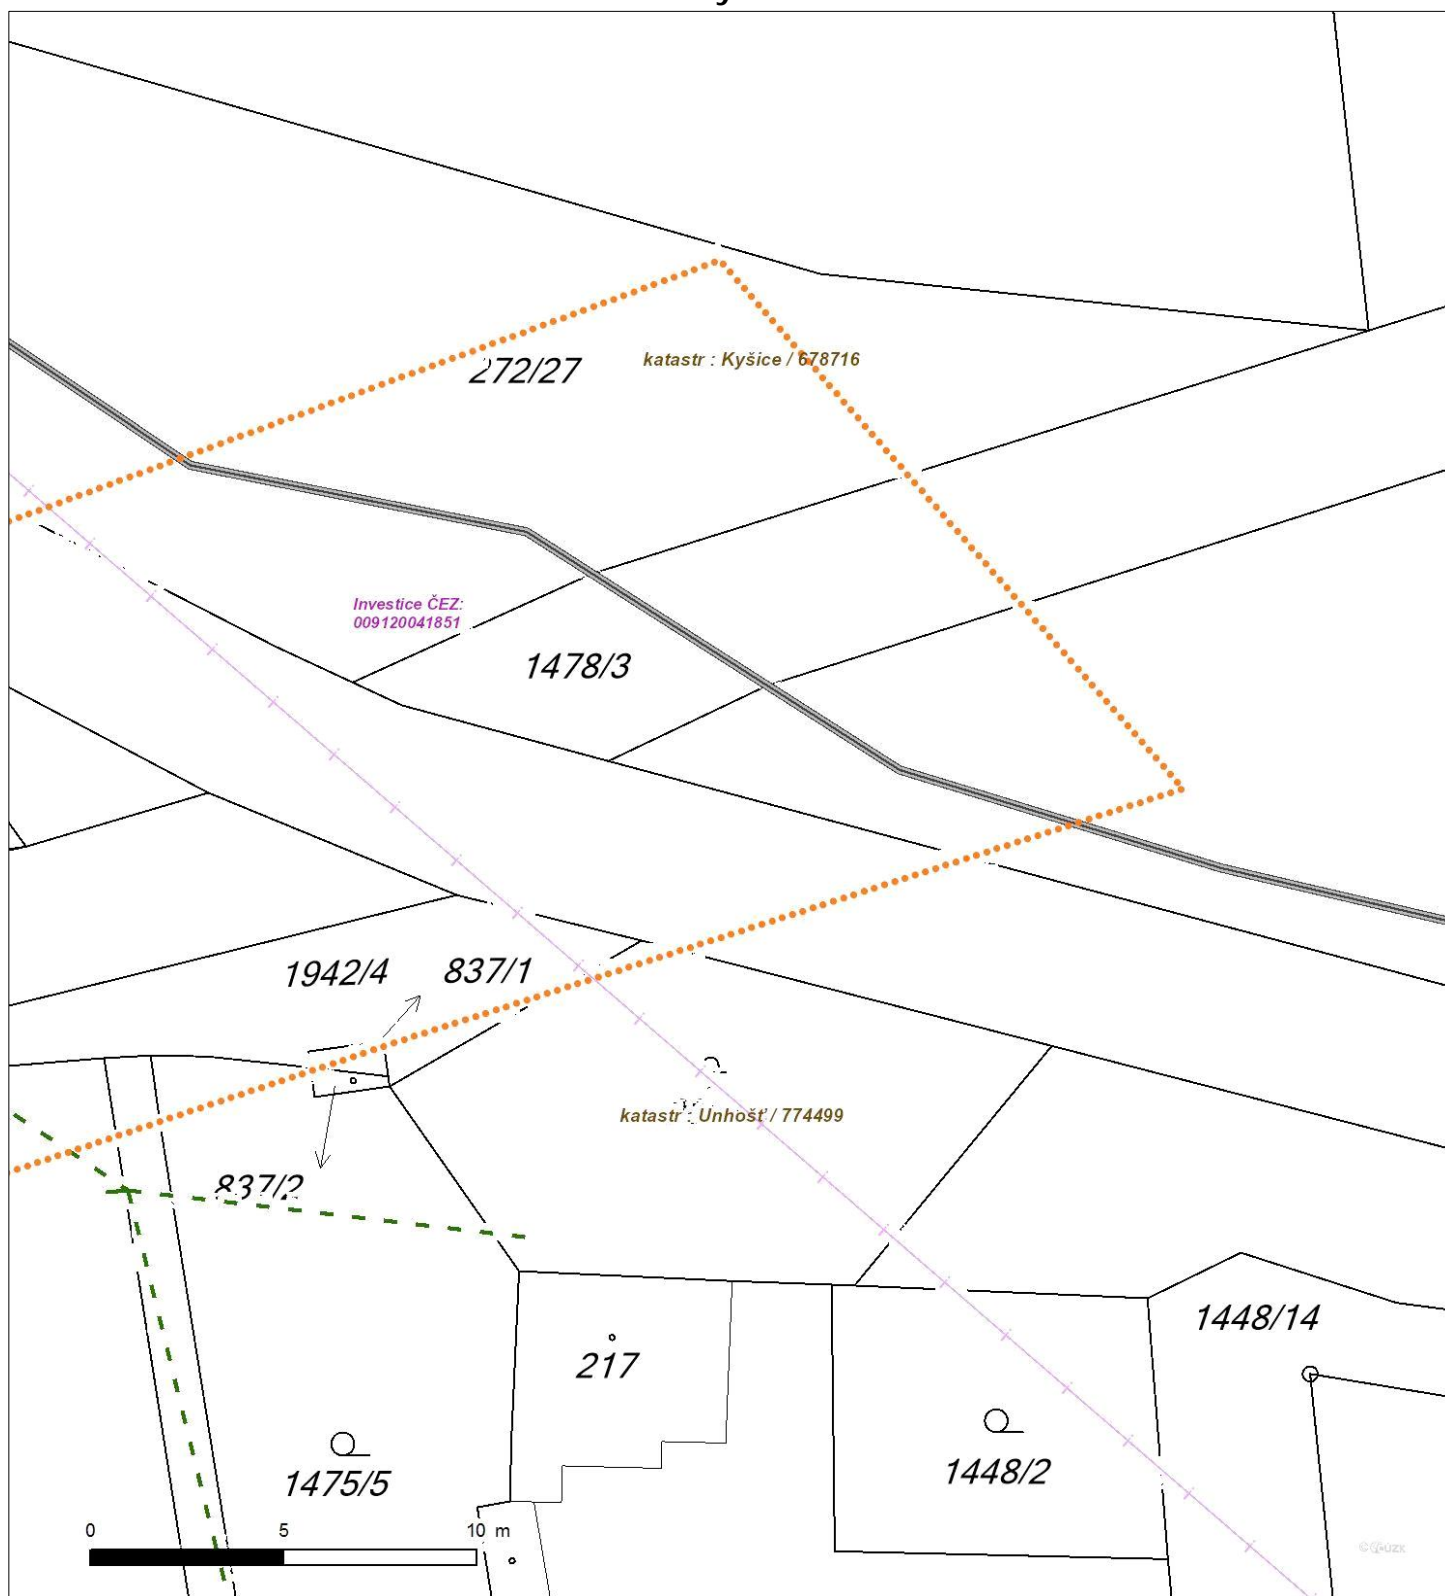 272/27
katastr : Kyšice / 678716
Investice ČEZ:
009120041851
1478/3
1942/4
837/1
katastr : Unhošť / 774499
837/2
1448/14
217
1448/2
1475/5
0 5 10 m